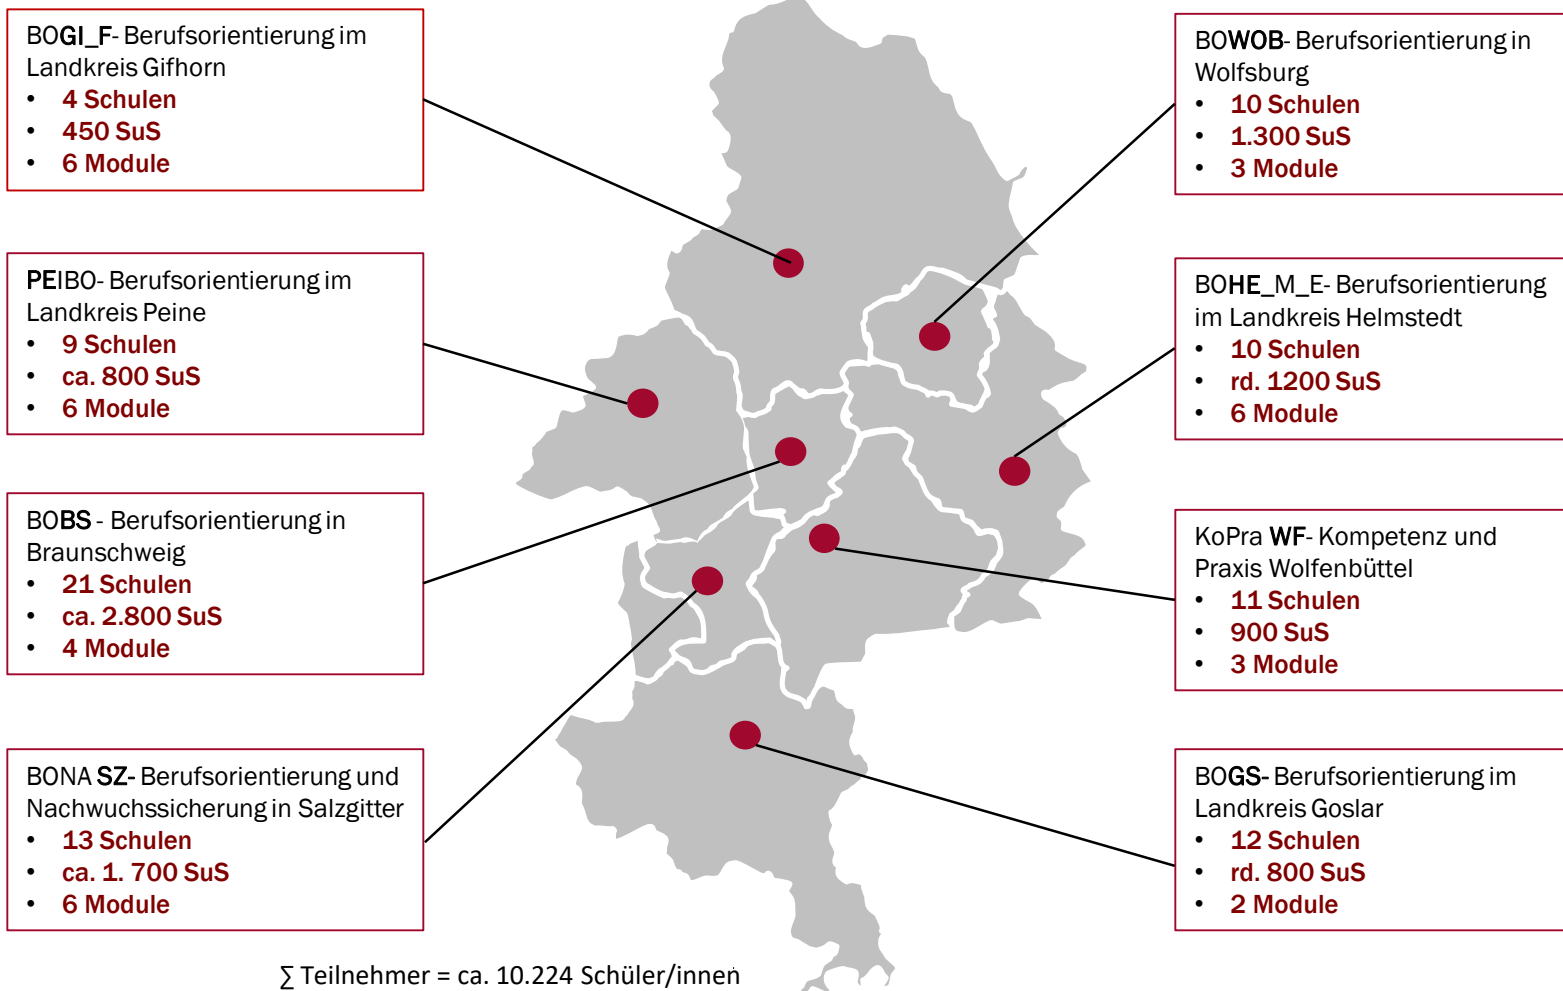 BOGI_F- Berufsorientierung im
Landkreis Gifhorn
• 4 Schulen
• 450 SuS
• 6 Module
PEIBO- Berufsorientierung im
Landkreis Peine
• 9 Schulen
• ca. 800 SuS
• 6 Module
BOBS - Berufsorientierung in
Braunschweig
• 21 Schulen
• ca. 2.800 SuS
• 4 Module
BONA SZ- Berufsorientierung und
Nachwuchssicherung in Salzgitter
• 13 Schulen
• ca. 1. 700 SuS
• 6 Module
BOWOB- Berufsorientierung in
Wolfsburg
• 10 Schulen
• 1.300 SuS
• 3 Module
BOHE_M_E- Berufsorientierung
im Landkreis Helmstedt
• 10 Schulen
• rd. 1200 SuS
• 6 Module
KoPra WF- Kompetenz und
Praxis Wolfenbüttel
• 11 Schulen
• 900 SuS
• 3 Module
BOGS- Berufsorientierung im
Landkreis Goslar
• 12 Schulen
• rd. 800 SuS
• 2 Module
∑ Teilnehmer = ca. 10.224 Schüler/innen